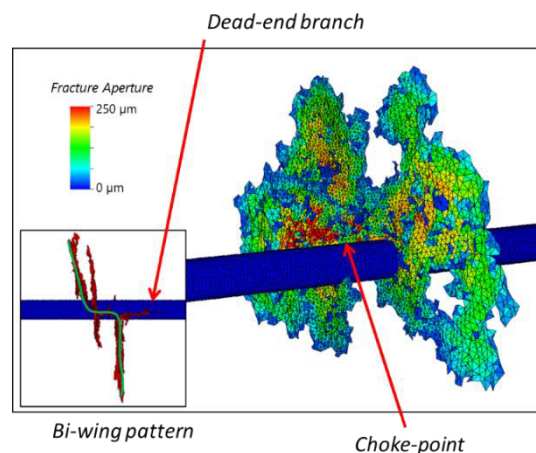 Dead-end branch
Fracture Aperture
250 µm
0 µm
Bi-wing pattern
Choke-point